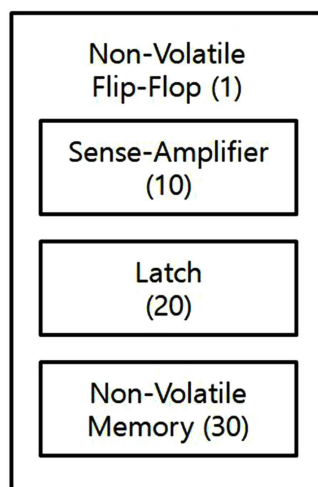 Non-Volatile
Flip-Flop (1)
Sense-Amplifier
(10)
Latch
(20)
Non-Volatile
Memory (30)